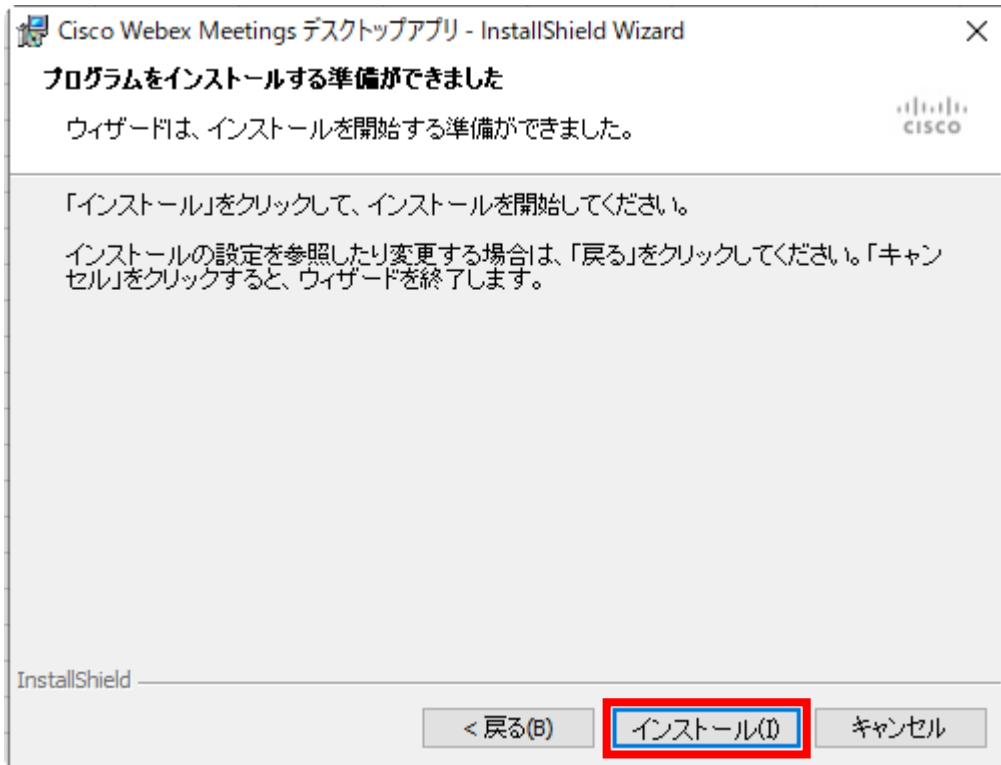 Cisco Webex Meetings デスクトップアプリ - InstallShield Wizard
プログラムをインストールする準備ができました
ウィザードは、インストールを開始する準備ができました。
CISCO
「インストール」をクリックして、インストールを開始してください。
インストールの設定を参照したり変更する場合は、「戻る」をクリックしてください。「キャン
セル」をクリックすると、ウィザードを終了します。
InstallShield
< 戻る(B)
インストール(I)
キャンセル